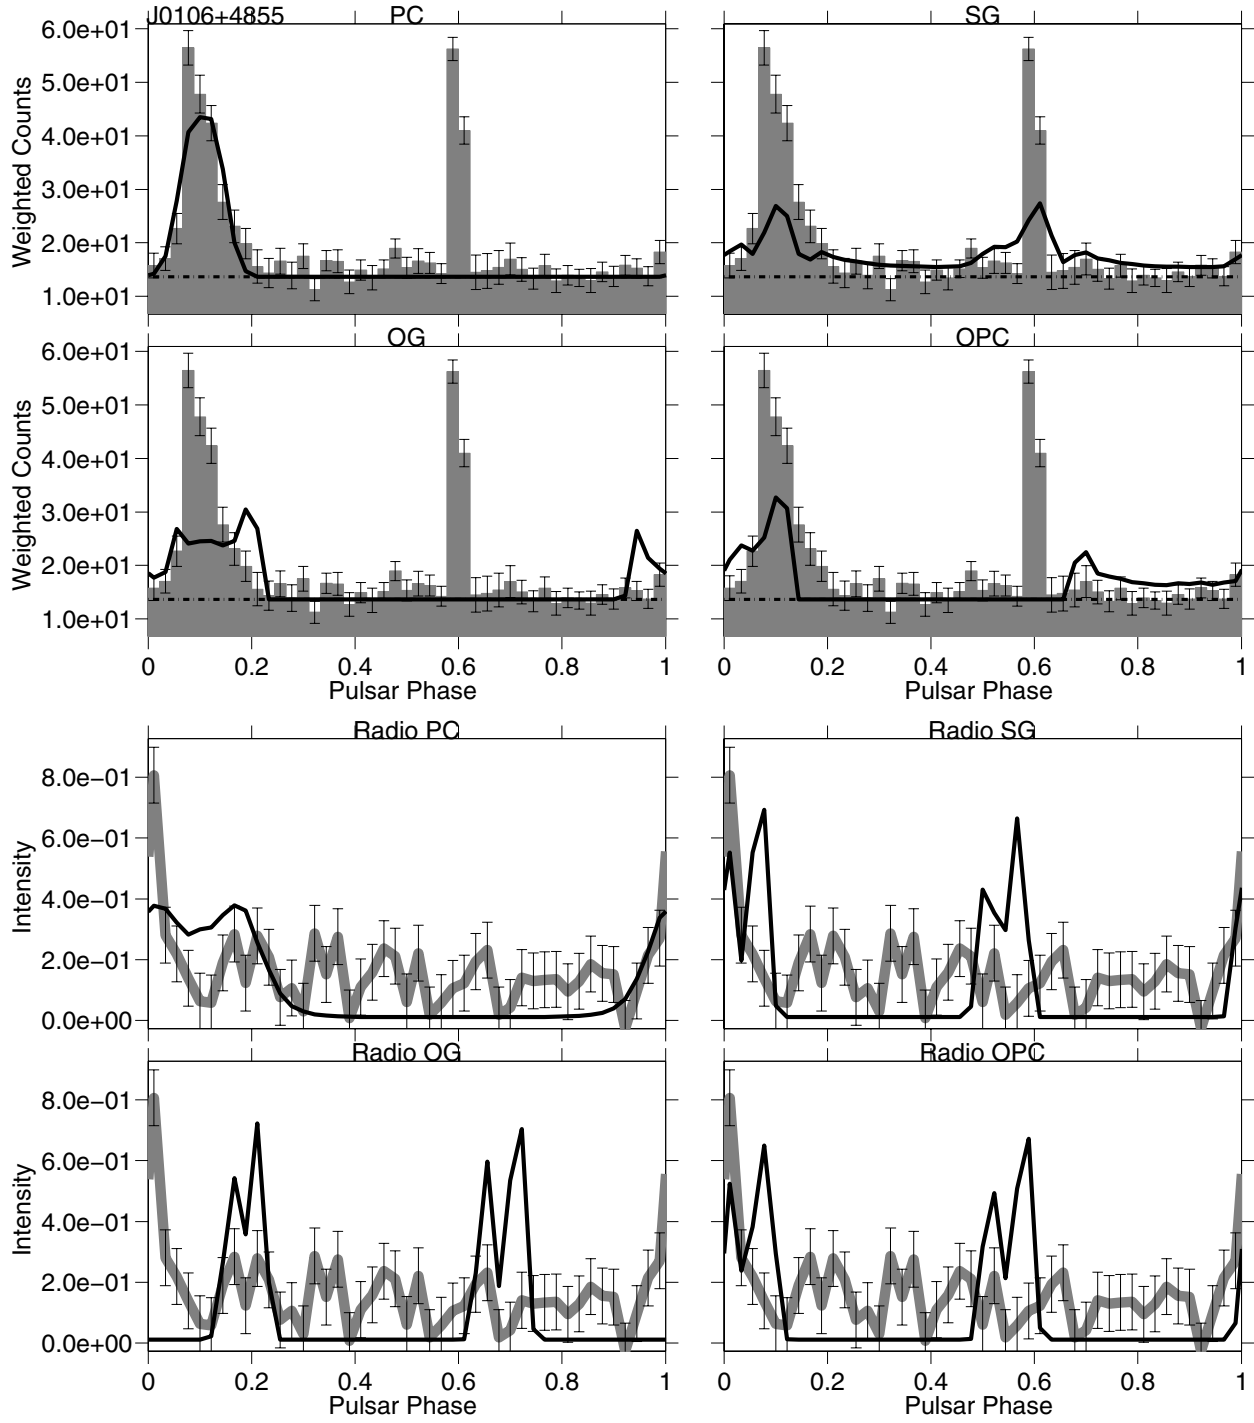 J0106+4855 PC SG
6.0e+01
5.0e+01
4.0e+01
3.0e+01
2.0e+01
1.0e+01
Weighted Counts
OG OPC
6.0e+01
5.0e+01
4.0e+01
3.0e+01
2.0e+01
1.0e+01
Weighted Counts
0 0.2 0.4 0.6 0.8 1 0 0.2 0.4 0.6 0.8 1
Pulsar Phase Pulsar Phase
Radio PC Radio SG
8.0e−01
6.0e−01
4.0e−01
2.0e−01
0.0e+00
Intensity
Radio OG Radio OPC
8.0e−01
6.0e−01
4.0e−01
2.0e−01
0.0e+00
Intensity
0 0.2 0.4 0.6 0.8 1 0 0.2 0.4 0.6 0.8 1
Pulsar Phase Pulsar Phase